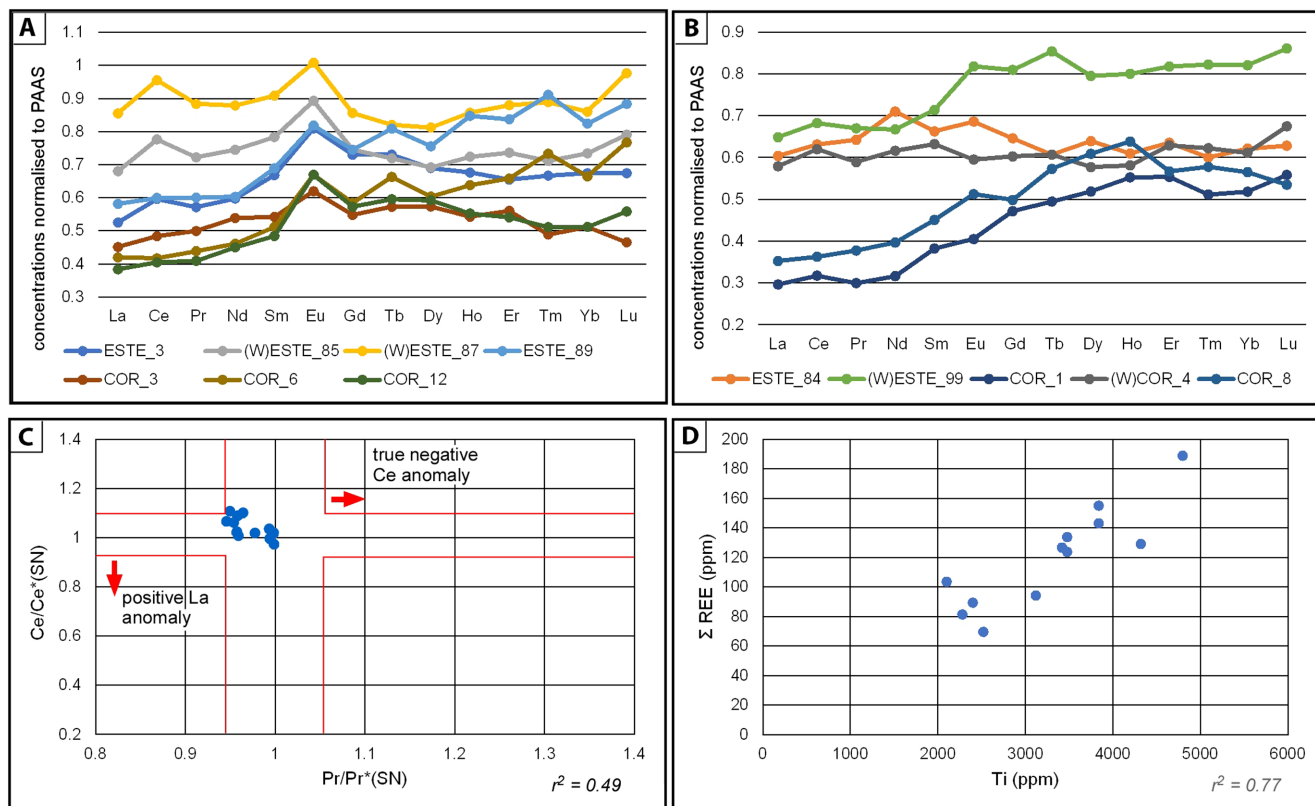 A
concentrations normalised to PAAS
1.1
1
0.9
0.8
0.7
0.6
0.5
0.4
0.3
La Ce Pr Nd Sm Eu Gd Tb Dy Ho Er Tm Yb Lu
ESTE_3 (W)ESTE_85 (W)ESTE_87 ESTE_89
COR_3 COR_6 COR_12
B
concentrations normalised to PAAS
0.9
0.8
0.7
0.6
0.5
0.4
0.3
0.2
La Ce Pr Nd Sm Eu Gd Tb Dy Ho Er Tm Yb Lu
ESTE_84 (W)ESTE_99 COR_1 (W)COR_4 COR_8
C
Ce/Ce*(SN)
1.4
1.2
1
0.8
0.6
0.4
0.2
true negative
Ce anomaly
positive La
anomaly
0.8 0.9 1 1.1 1.2 1.3 1.4
Pr/Pr*(SN)
r² = 0.49
D
Σ REE (ppm)
200
180
160
140
120
100
80
60
40
20
0
0 1000 2000 3000 4000 5000 6000
Ti (ppm)
r² = 0.77